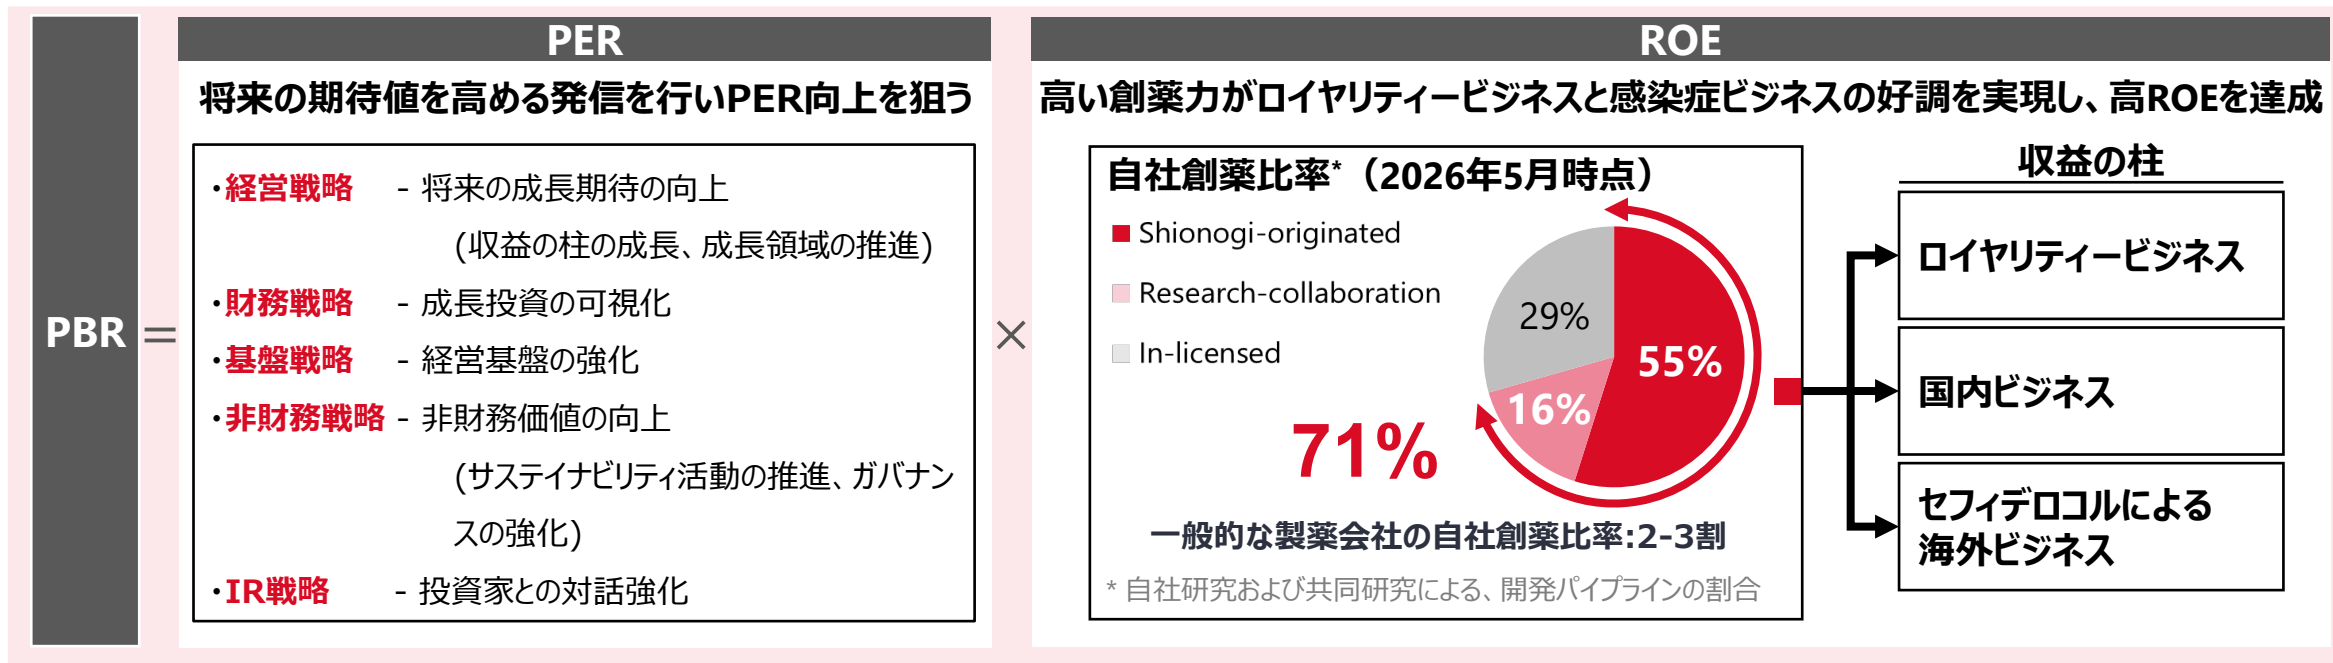 PBR
=
PER
将来の期待値を高める発信を行いPER向上を狙う
・経営戦略 - 将来の成長期待の向上
(収益の柱の成長、成長領域の推進)
・財務戦略 - 成長投資の可視化
・基盤戦略 - 経営基盤の強化
・非財務戦略 - 非財務価値の向上
(サステイナビリティ活動の推進、ガバナン
スの強化)
・IR戦略 - 投資家との対話強化
×
ROE
高い創薬力がロイヤリティービジネスと感染症ビジネスの好調を実現し、高ROEを達成
自社創薬比率*（2026年5月時点）
Shionogi-originated
Research-collaboration
In-licensed
29%
55%
16%
71%
一般的な製薬会社の自社創薬比率:2-3割
* 自社研究および共同研究による、開発パイプラインの割合
収益の柱
ロイヤリティービジネス
国内ビジネス
セフィデロコルによる
海外ビジネス